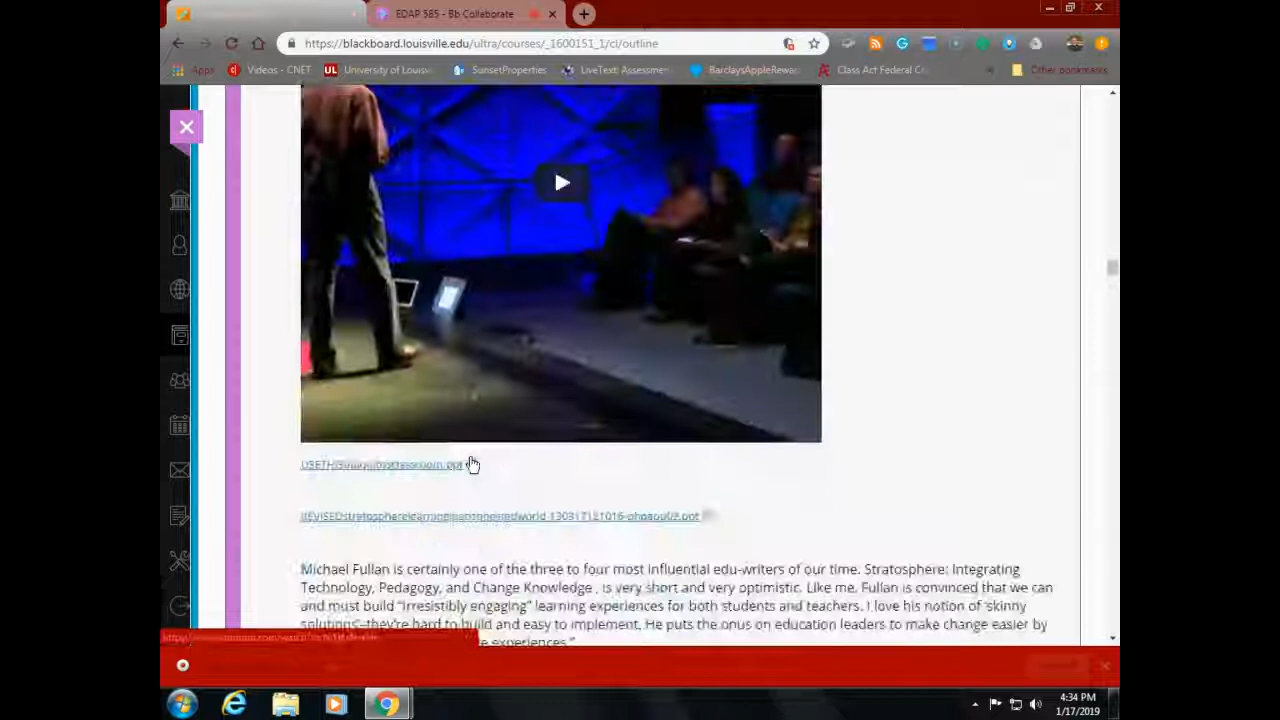 EDAP 585 - Bb Collaborate
https://blackboard.louisville.edu/ultra/courses/_1600151_1/cl/outline
Apps
Videos - CNET
University of Louisv
SunsetProperties
LiveText: Assessme
BarclaysAppleRewa
Class Act Federal Cr
Other bookmarks
Michael Fullan is certainly one of the three to four most influential edu-writers of our time. Stratosphere: Integrating
Technology, Pedagogy, and Change Knowledge , is very short and very optimistic. Like me, Fullan is convinced that we can
and must build "irresistibly engaging" learning experiences for both students and teachers. I love his notion of 'skinny
solutions'–they're hard to build and easy to implement. He puts the onus on education leaders to make change easier by
experiences."
4:34 PM
1/17/2019